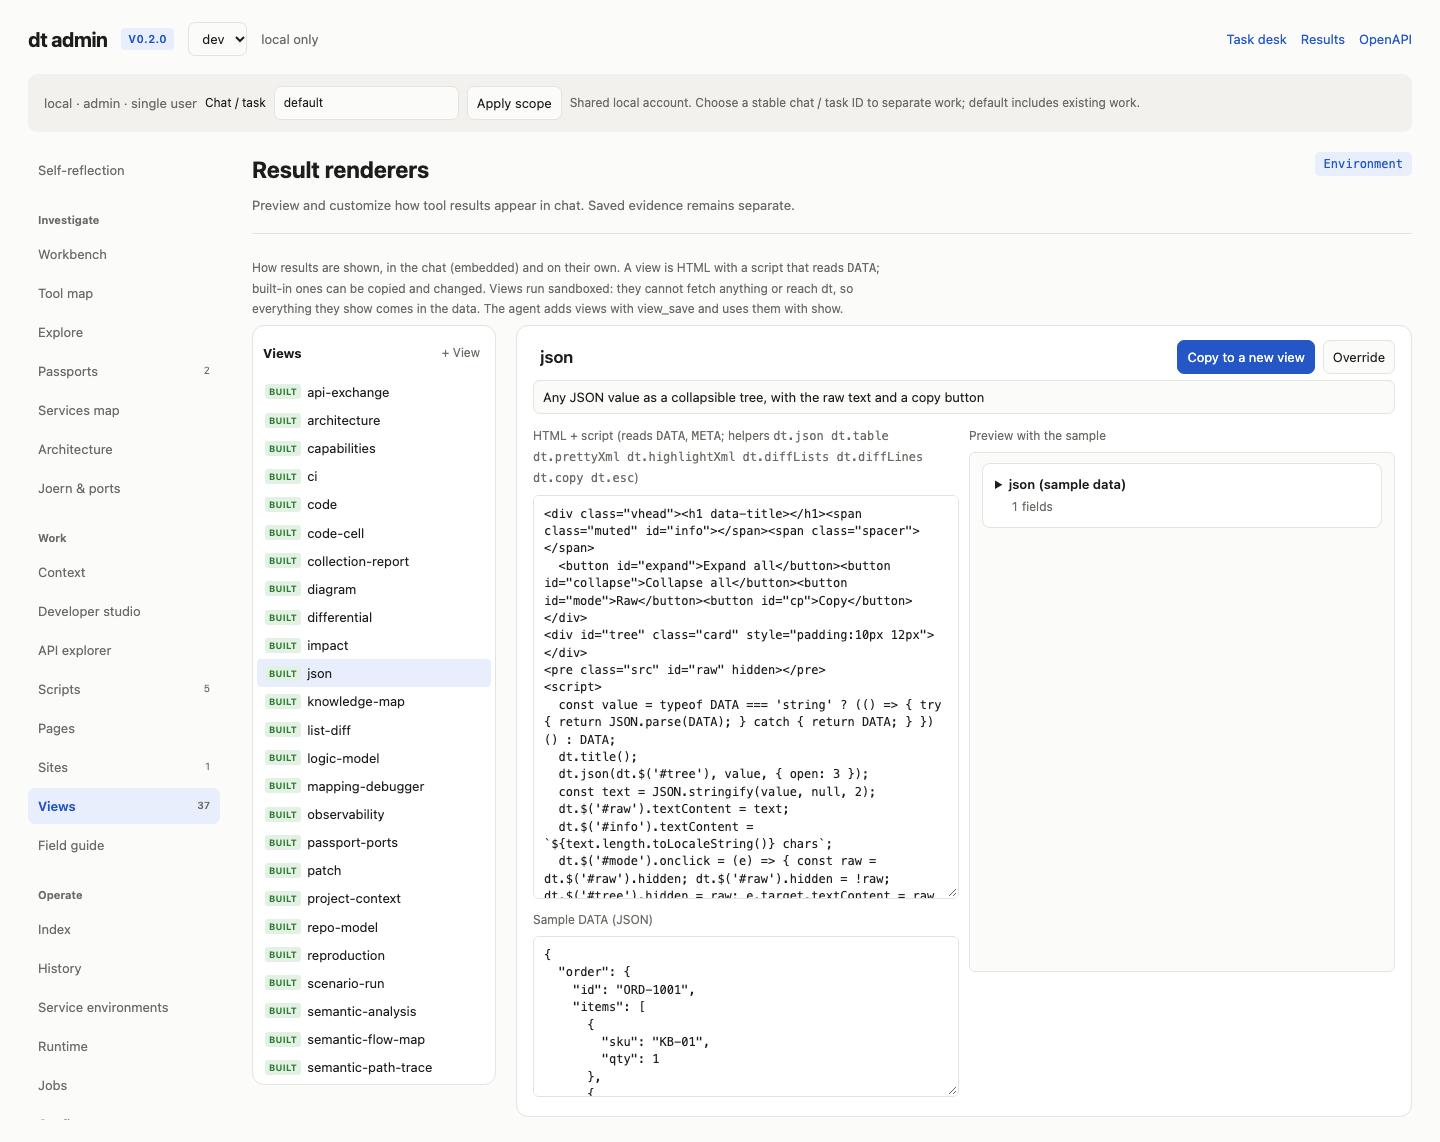 dt admin V0.2.0 dev local only Task desk Results OpenAPI
local · admin · single user Chat / task default Apply scope Shared local account. Choose a stable chat / task ID to separate work; default includes existing work.
Self-reflection
Investigate
Workbench
Tool map
Explore
Passports 2
Services map
Architecture
Joern & ports
Work
Context
Developer studio
API explorer
Scripts 5
Pages
Sites 1
Views 37
Field guide
Operate
Index
History
Service environments
Runtime
Jobs
Result renderers Environment
Preview and customize how tool results appear in chat. Saved evidence remains separate.
How results are shown, in the chat (embedded) and on their own. A view is HTML with a script that reads DATA;
built-in ones can be copied and changed. Views run sandboxed: they cannot fetch anything or reach dt, so
everything they show comes in the data. The agent adds views with view_save and uses them with show.
Views + View
BUILT api-exchange
BUILT architecture
BUILT capabilities
BUILT ci
BUILT code
BUILT code-cell
BUILT collection-report
BUILT diagram
BUILT differential
BUILT impact
BUILT json
BUILT knowledge-map
BUILT list-diff
BUILT logic-model
BUILT mapping-debugger
BUILT observability
BUILT passport-ports
BUILT patch
BUILT project-context
BUILT repo-model
BUILT reproduction
BUILT scenario-run
BUILT semantic-analysis
BUILT semantic-flow-map
BUILT semantic-path-trace
json Copy to a new view Override
Any JSON value as a collapsible tree, with the raw text and a copy button
HTML + script (reads DATA, META; helpers dt.json dt.table
dt.prettyXml dt.highlightXml dt.diffLists dt.diffLines
dt.copy dt.esc)
<div class="vhead"><h1 data-title></h1><span
class="muted" id="info"></span><span class="spacer">
</span>
  <button id="expand">Expand all</button><button
id="collapse">Collapse all</button><button
id="mode">Raw</button><button id="cp">Copy</button>
</div>
<div id="tree" class="card" style="padding:10px 12px">
</div>
<pre class="src" id="raw" hidden></pre>
<script>
  const value = typeof DATA === 'string' ? (() => { try
{ return JSON.parse(DATA); } catch { return DATA; } })
() : DATA;
  dt.title();
  dt.json(dt.$('#tree'), value, { open: 3 });
  const text = JSON.stringify(value, null, 2);
  dt.$('#raw').textContent = text;
  dt.$('#info').textContent =
`${text.length.toLocaleString()} chars`;
  dt.$('#mode').onclick = (e) => { const raw =
dt.$('#raw').hidden; dt.$('#raw').hidden = !raw;
dt.$('#tree').hidden = raw; e.target.textContent = raw
Sample DATA (JSON)
{
  "order": {
    "id": "ORD-1001",
    "items": [
      {
        "sku": "KB-01",
        "qty": 1
      },
      {
Preview with the sample
▶ json (sample data)
1 fields